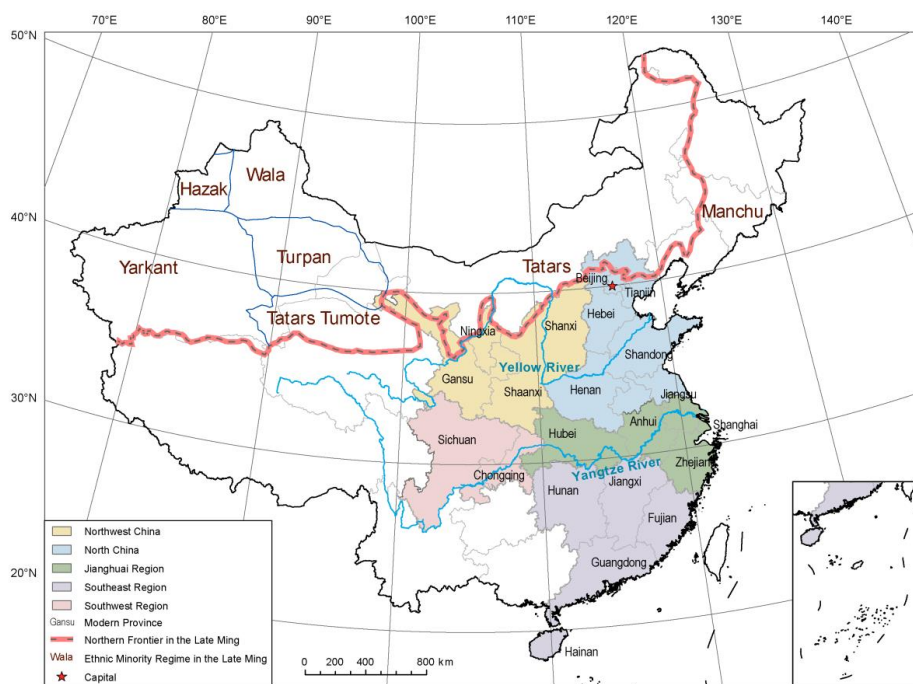 70°E 80°E 90°E 100°E 110°E 120°E 130°E 140°E
50°N
40°N
30°N
20°N
Hazak
Wala
Yarkant
Turpan
Tatars Tumote
Tatars
Manchu
Beijing
Tianjin
Hebei
Shanxi
Ningxia
Shandong
Yellow River
Gansu
Shaanxi
Henan
Jiangsu
Anhui
Shanghai
Hubei
Sichuan
Zhejian
Yangtze River
Chongqing
Hunan
Jiangxi
Fujian
Guangdong
Hainan
Northwest China
North China
Jianghuai Region
Southeast Region
Southwest Region
Gansu Modern Province
Northern Frontier in the Late Ming
Wala Ethnic Minority Regime in the Late Ming
Capital
0 200 400 800 km
100°E 110°E 120°E